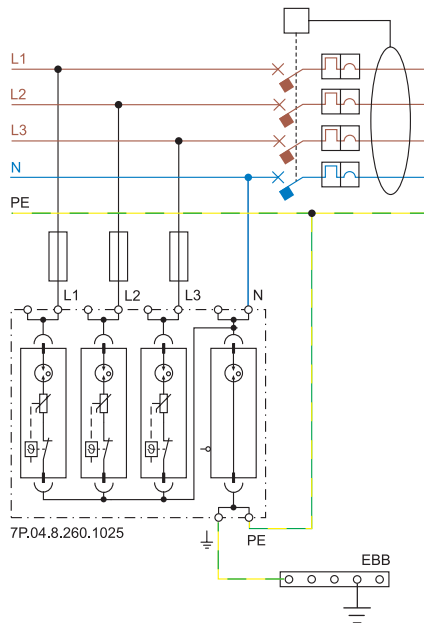 L1
L2
L3
N
PE
L1 L2 L3 N
ϑ ϑ ϑ
7P.04.8.260.1025
PE
EBB